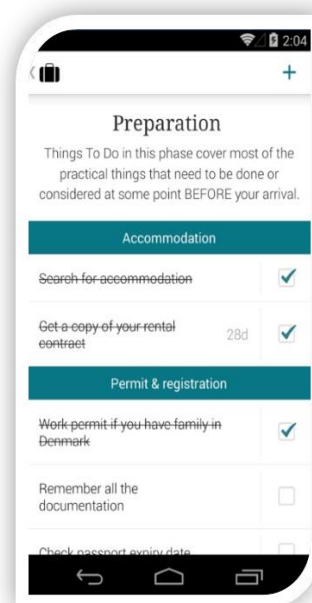 2:04
+
Preparation
Things To Do in this phase cover most of the
practical things that need to be done or
considered at some point BEFORE your arrival.
Accommodation
Search for accommodation
Get a copy of your rental
contract
28d
Permit & registration
Work permit if you have family in
Denmark
Remember all the
documentation
Check passport expiry date